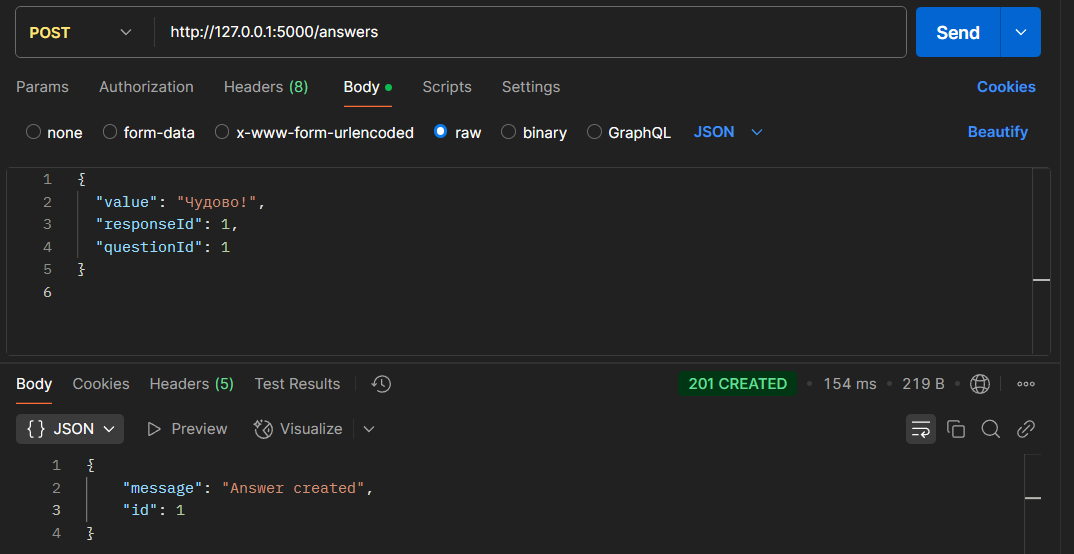 POST http://127.0.0.1:5000/answers Send
Params Authorization Headers (8) Body Scripts Settings Cookies
none form-data x-www-form-urlencoded raw binary GraphQL JSON Beautify
1 {
2 "value": "Чудово!",
3 "responseId": 1,
4 "questionId": 1
5 }
6
Body Cookies Headers (5) Test Results 201 CREATED • 154 ms • 219 B •
{} JSON Preview Visualize
1 {
2 "message": "Answer created",
3 "id": 1
4 }